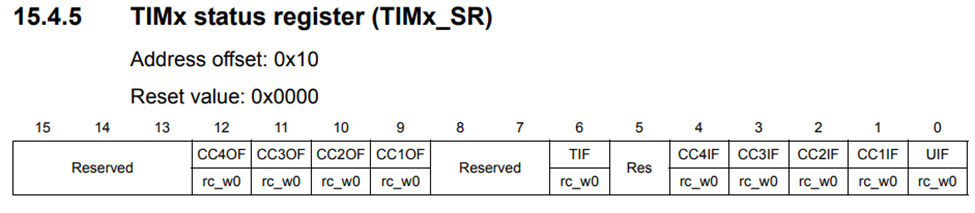 15.4.5 TIMx status register (TIMx_SR)
Address offset: 0x10
Reset value: 0x0000
15 14 13 12 11 10 9 8 7 6 5 4 3 2 1 0
Reserved CC4OF CC3OF CC2OF CC1OF Reserved TIF Res CC4IF CC3IF CC2IF CC1IF UIF
rc_w0 rc_w0 rc_w0 rc_w0 rc_w0 rc_w0 rc_w0 rc_w0 rc_w0 rc_w0